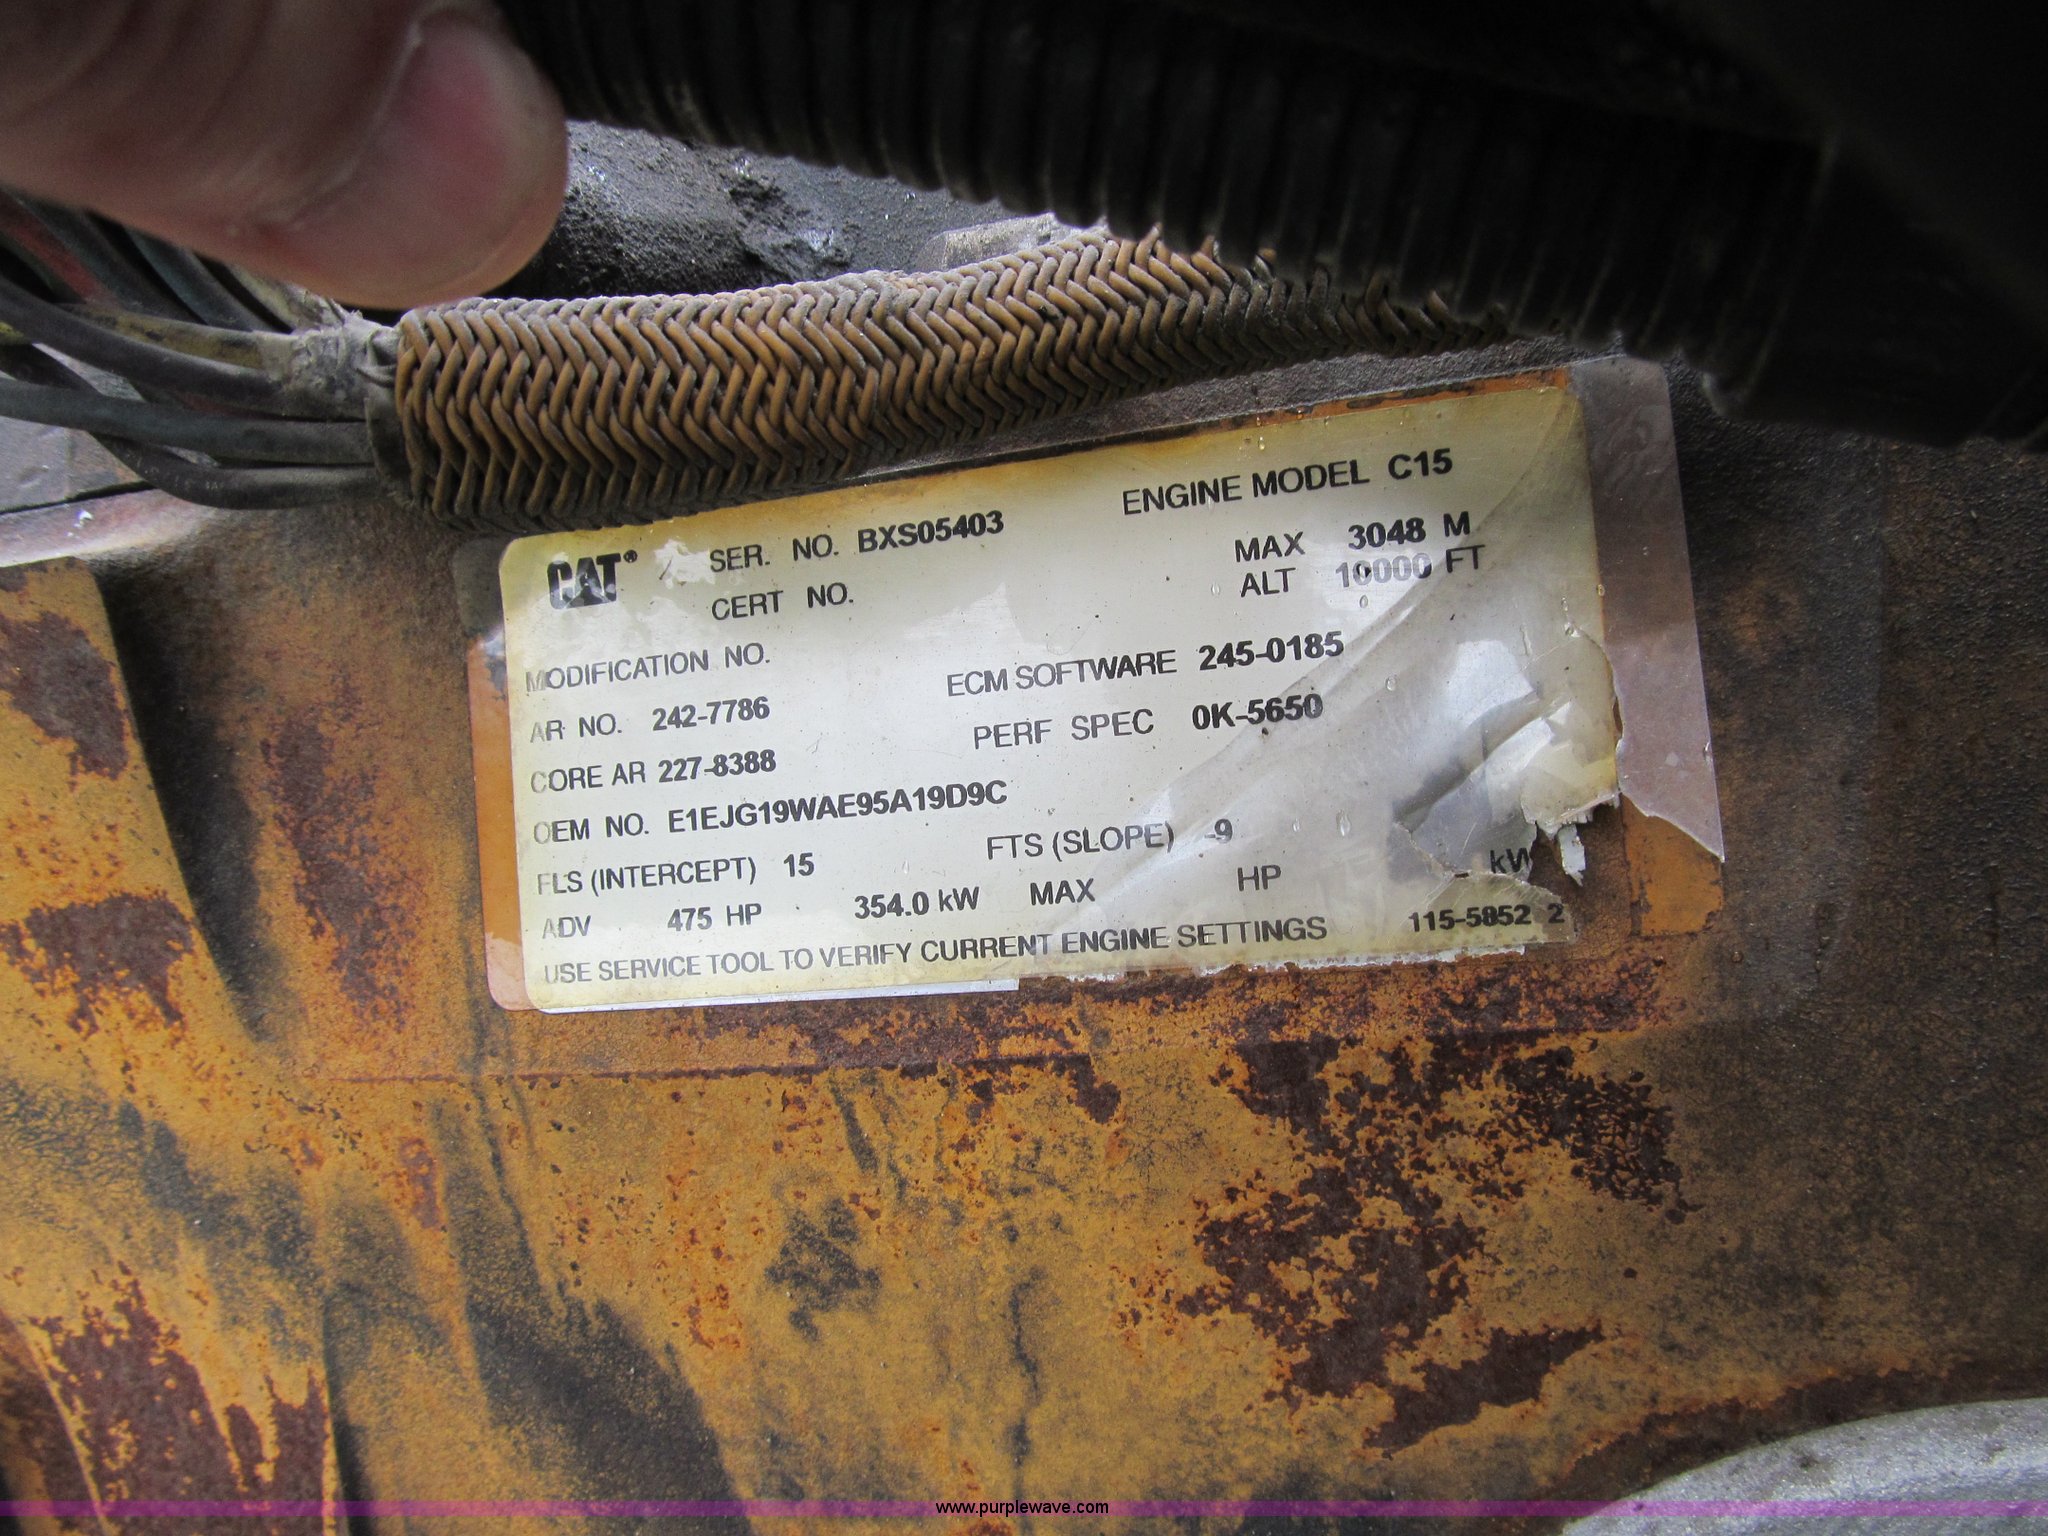 CAT® SER. NO. BXS05403 ENGINE MODEL C15
CERT NO. MAX 3048 M
ALT 10000 FT
MODIFICATION NO.
AR NO. 242-7786 ECM SOFTWARE 245-0185
CORE AR 227-8388 PERF SPEC 0K-5650
OEM NO. E1EJG19WAE95A19D9C
FLS (INTERCEPT) 15 FTS (SLOPE) -9
ADV 475 HP 354.0 kW MAX HP kW
USE SERVICE TOOL TO VERIFY CURRENT ENGINE SETTINGS 115-5852 2
www.purplewave.com